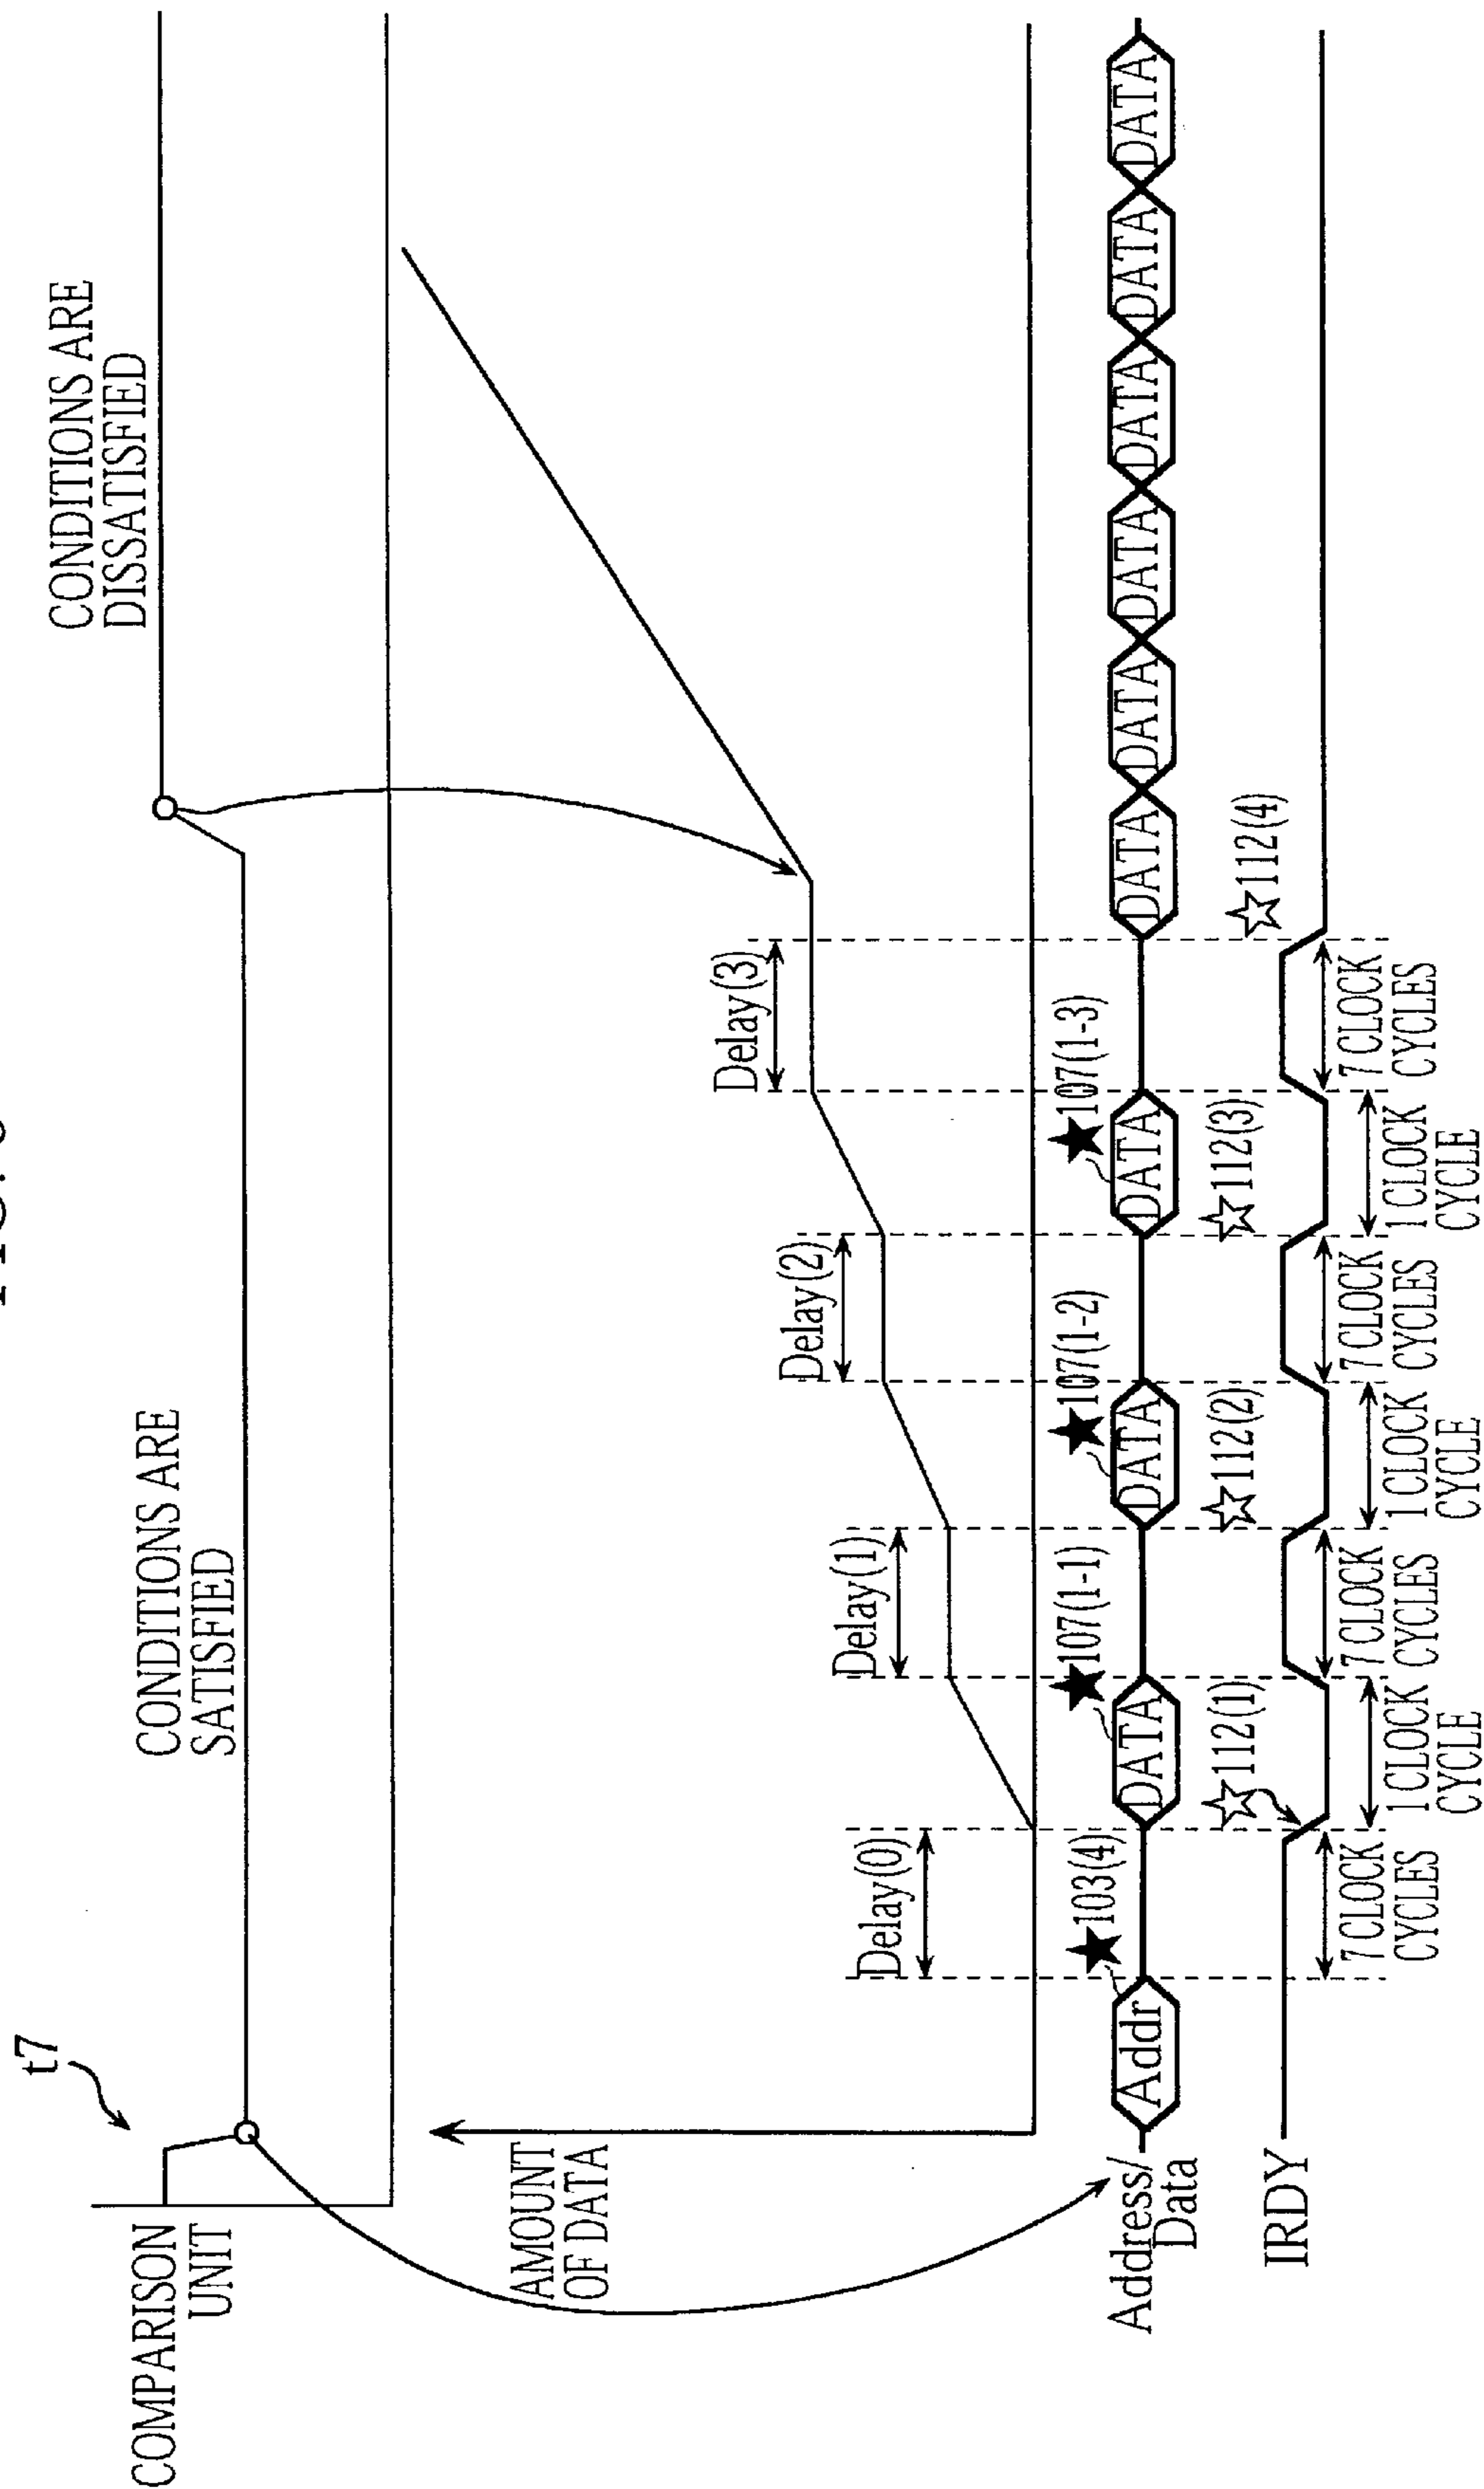 t7
COMPARISON
UNIT
CONDITIONS ARE
SATISFIED
CONDITIONS ARE
DISSATISFIED
AMOUNT
OF DATA
Delay(0)
Delay(1)
Delay(2)
Delay(3)
★103(4)
★107(1-1)
★107(1-2)
★107(1-3)
Address/
Data
Addr
DATA
DATA
DATA
DATA
DATA
DATA
DATA
DATA
DATA
☆112(1)
☆112(2)
☆112(3)
☆112(4)
IRDY
7 CLOCK
CYCLES
1 CLOCK
CYCLE
7 CLOCK
CYCLES
1 CLOCK
CYCLE
7 CLOCK
CYCLES
1 CLOCK
CYCLE
7 CLOCK
CYCLES